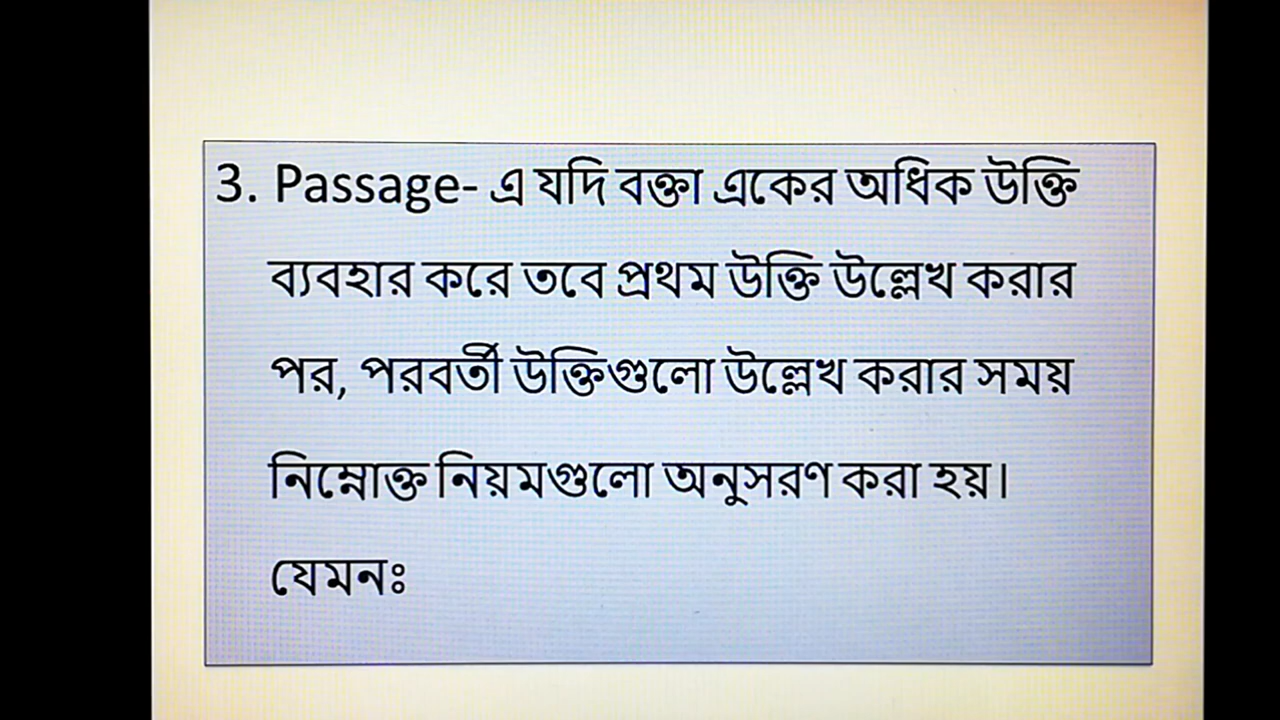 3. Passage- এ যদি বক্তা একের অধিক উক্তি
ব্যবহার করে তবে প্রথম উক্তি উল্লেখ করার
পর, পরবর্তী উক্তিগুলো উল্লেখ করার সময়
নিম্নোক্ত নিয়মগুলো অনুসরণ করা হয়।
যেমনঃ